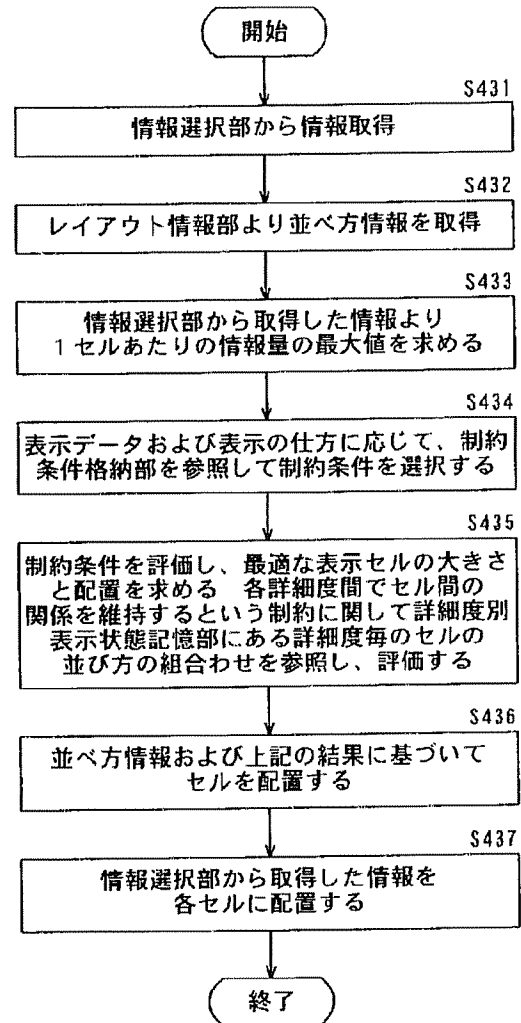 開始
S431
情報選択部から情報取得
S432
レイアウト情報部より並べ方情報を取得
S433
情報選択部から取得した情報より
1セルあたりの情報量の最大値を求める
S434
表示データおよび表示の仕方に応じて、制約
条件格納部を参照して制約条件を選択する
S435
制約条件を評価し、最適な表示セルの大きさ
と配置を求める 各詳細度間でセル間の
関係を維持するという制約に関して詳細度別
表示状態記憶部にある詳細度毎のセルの
並び方の組合わせを参照し、評価する
S436
並べ方情報および上記の結果に基づいて
セルを配置する
S437
情報選択部から取得した情報を
各セルに配置する
終了